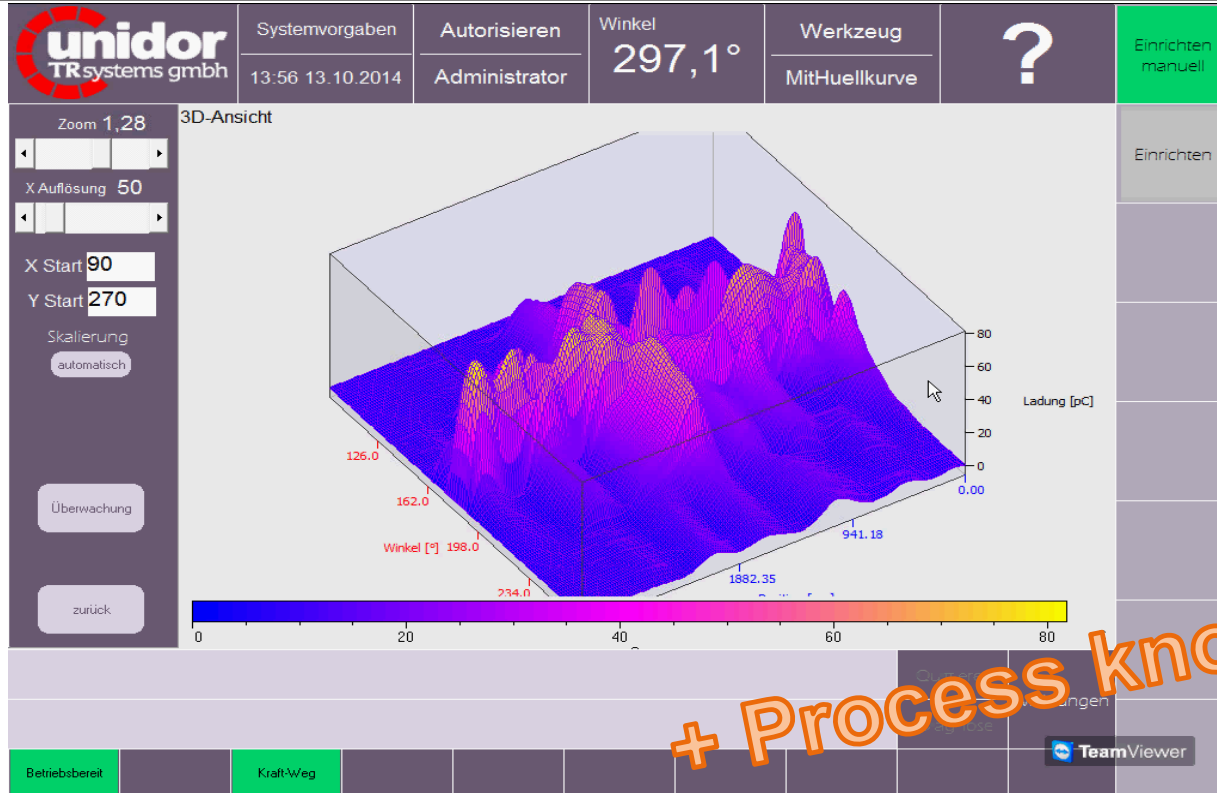 unidor
TRsystems gmbh
Systemvorgaben
13:56 13.10.2014
Autorisieren
Administrator
Winkel
297,1°
Werkzeug
MitHuellkurve
?
Einrichten
manuell
Einrichten
Zoom 1,28
X Auflösung 50
X Start 90
Y Start 270
Skalierung
automatisch
Überwachung
zurück
3D-Ansicht
80
60
40
20
0
Ladung [pC]
126.0
162.0
Winkel [°] 198.0
234.0
0.00
941.18
1882.35
0 20 40 60 80
+ Process kno
TeamViewer
Betriebsbereit
Kraft-Weg